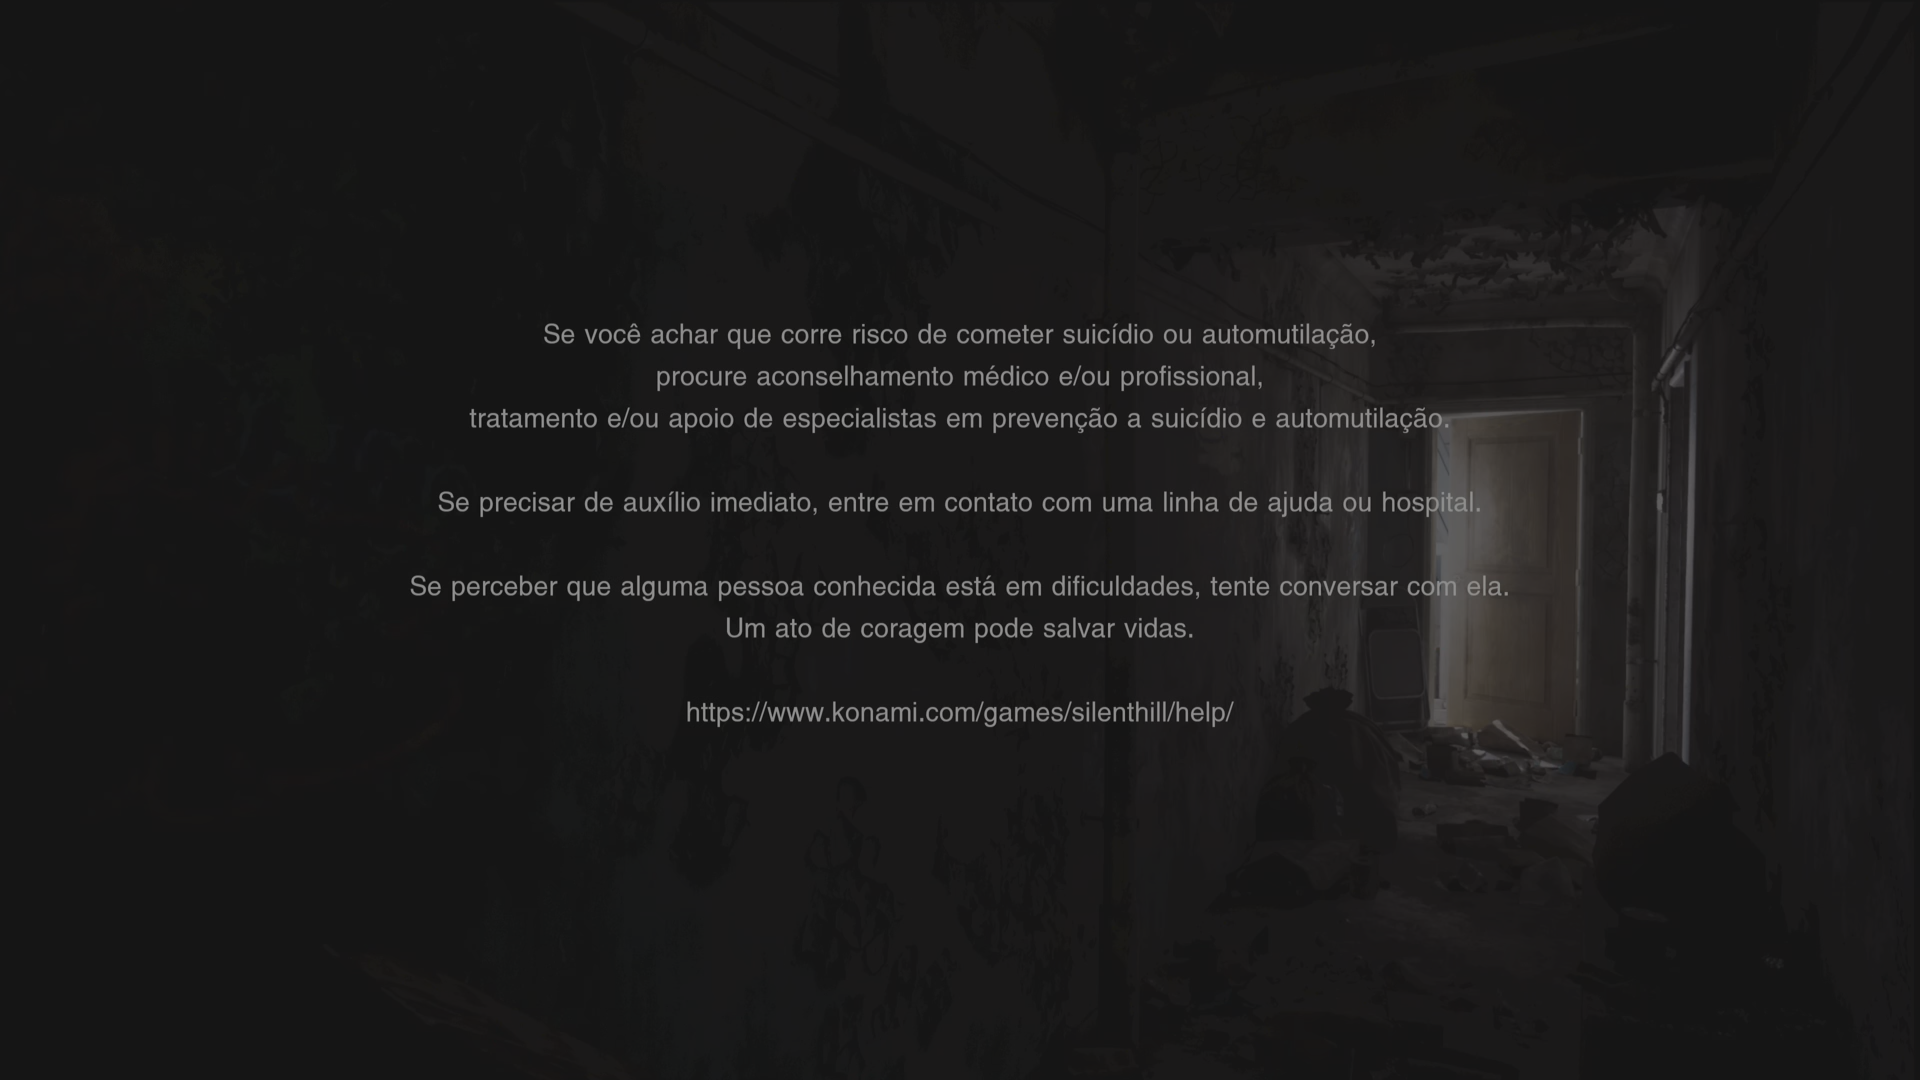 Se você achar que corre risco de cometer suicídio ou automutilação,
procure aconselhamento médico e/ou profissional,
tratamento e/ou apoio de especialistas em prevenção a suicídio e automutilação.
Se precisar de auxílio imediato, entre em contato com uma linha de ajuda ou hospital.
Se perceber que alguma pessoa conhecida está em dificuldades, tente conversar com ela.
Um ato de coragem pode salvar vidas.
https://www.konami.com/games/silenthill/help/